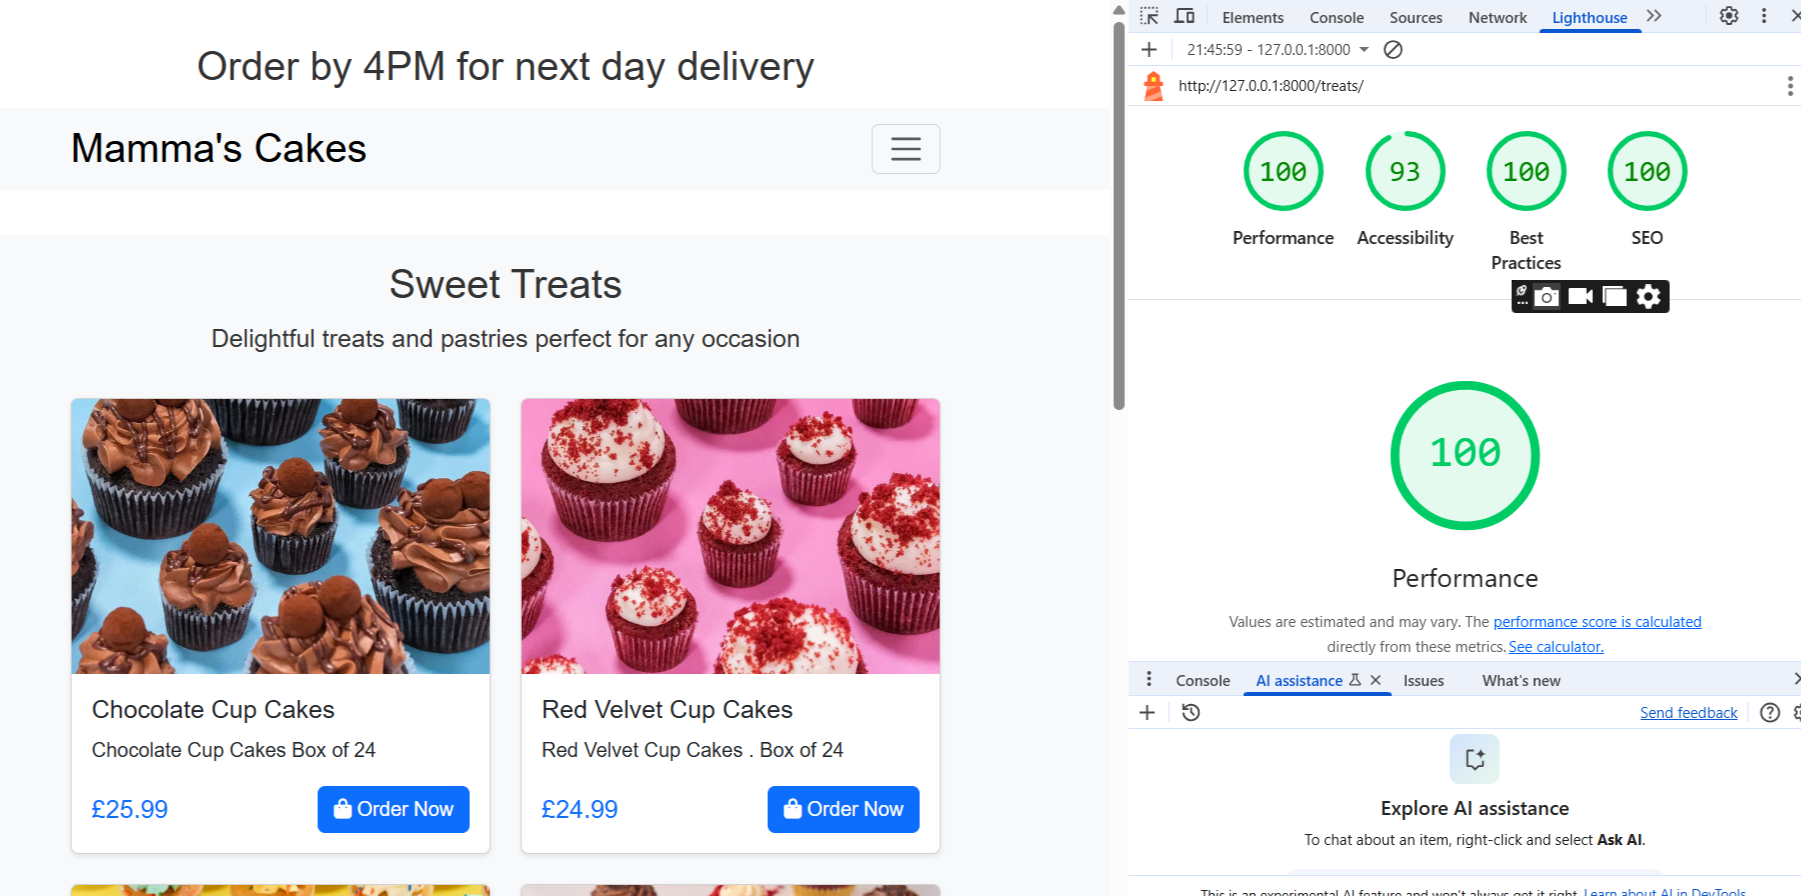 Order by 4PM for next day delivery
Mamma's Cakes
Sweet Treats
Delightful treats and pastries perfect for any occasion
Chocolate Cup Cakes
Chocolate Cup Cakes Box of 24
£25.99
Order Now
Red Velvet Cup Cakes
Red Velvet Cup Cakes . Box of 24
£24.99
Order Now
Elements Console Sources Network Lighthouse
21:45:59 - 127.0.0.1:8000
http://127.0.0.1:8000/treats/
100 93 100 100
Performance Accessibility Best Practices SEO
100
Performance
Values are estimated and may vary. The performance score is calculated
directly from these metrics. See calculator.
Console AI assistance Issues What's new
Send feedback
Explore AI assistance
To chat about an item, right-click and select Ask AI.
This is an experimental AI feature and won't always get it right. Learn about AI in DevTools